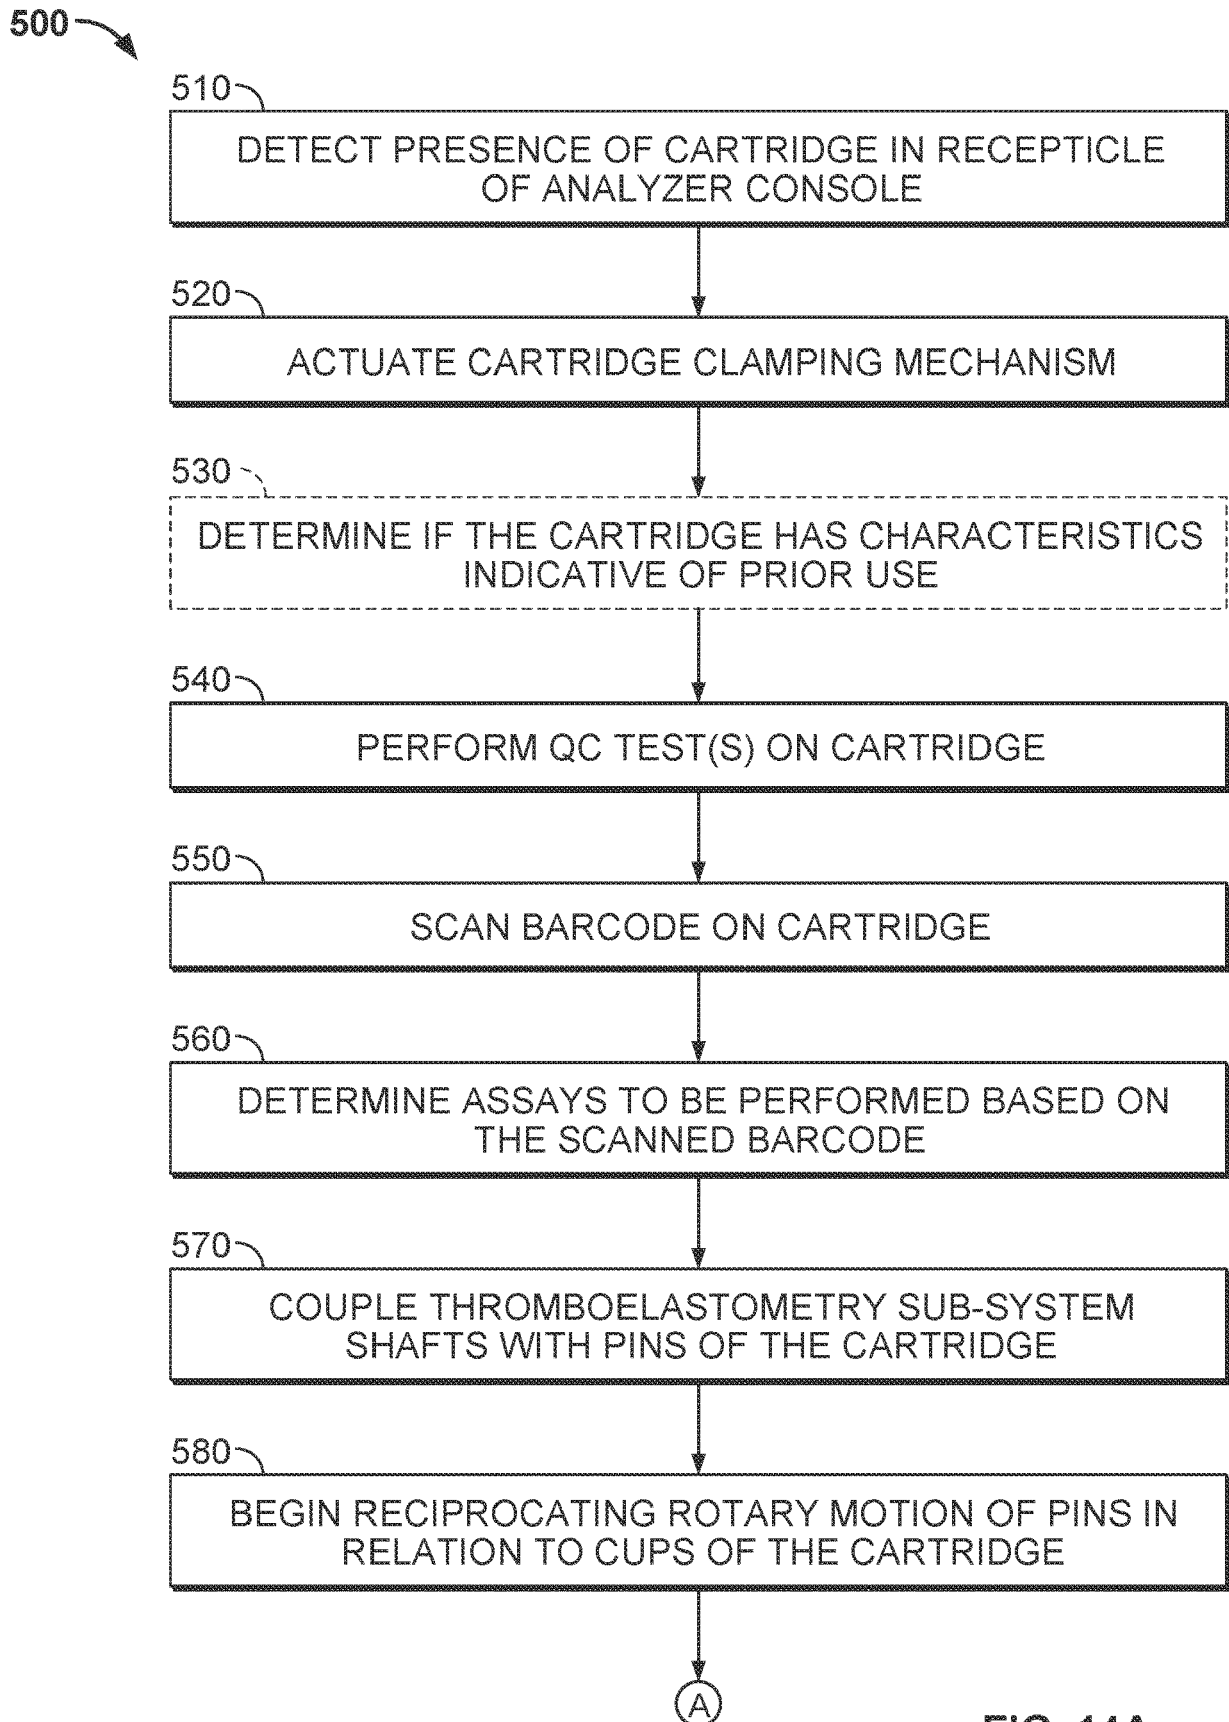 500
510
DETECT PRESENCE OF CARTRIDGE IN RECEPTICLE
OF ANALYZER CONSOLE
520
ACTUATE CARTRIDGE CLAMPING MECHANISM
530
DETERMINE IF THE CARTRIDGE HAS CHARACTERISTICS
INDICATIVE OF PRIOR USE
540
PERFORM QC TEST(S) ON CARTRIDGE
550
SCAN BARCODE ON CARTRIDGE
560
DETERMINE ASSAYS TO BE PERFORMED BASED ON
THE SCANNED BARCODE
570
COUPLE THROMBOELASTOMETRY SUB-SYSTEM
SHAFTS WITH PINS OF THE CARTRIDGE
580
BEGIN RECIPROCATING ROTARY MOTION OF PINS IN
RELATION TO CUPS OF THE CARTRIDGE
A
FIG. 14A